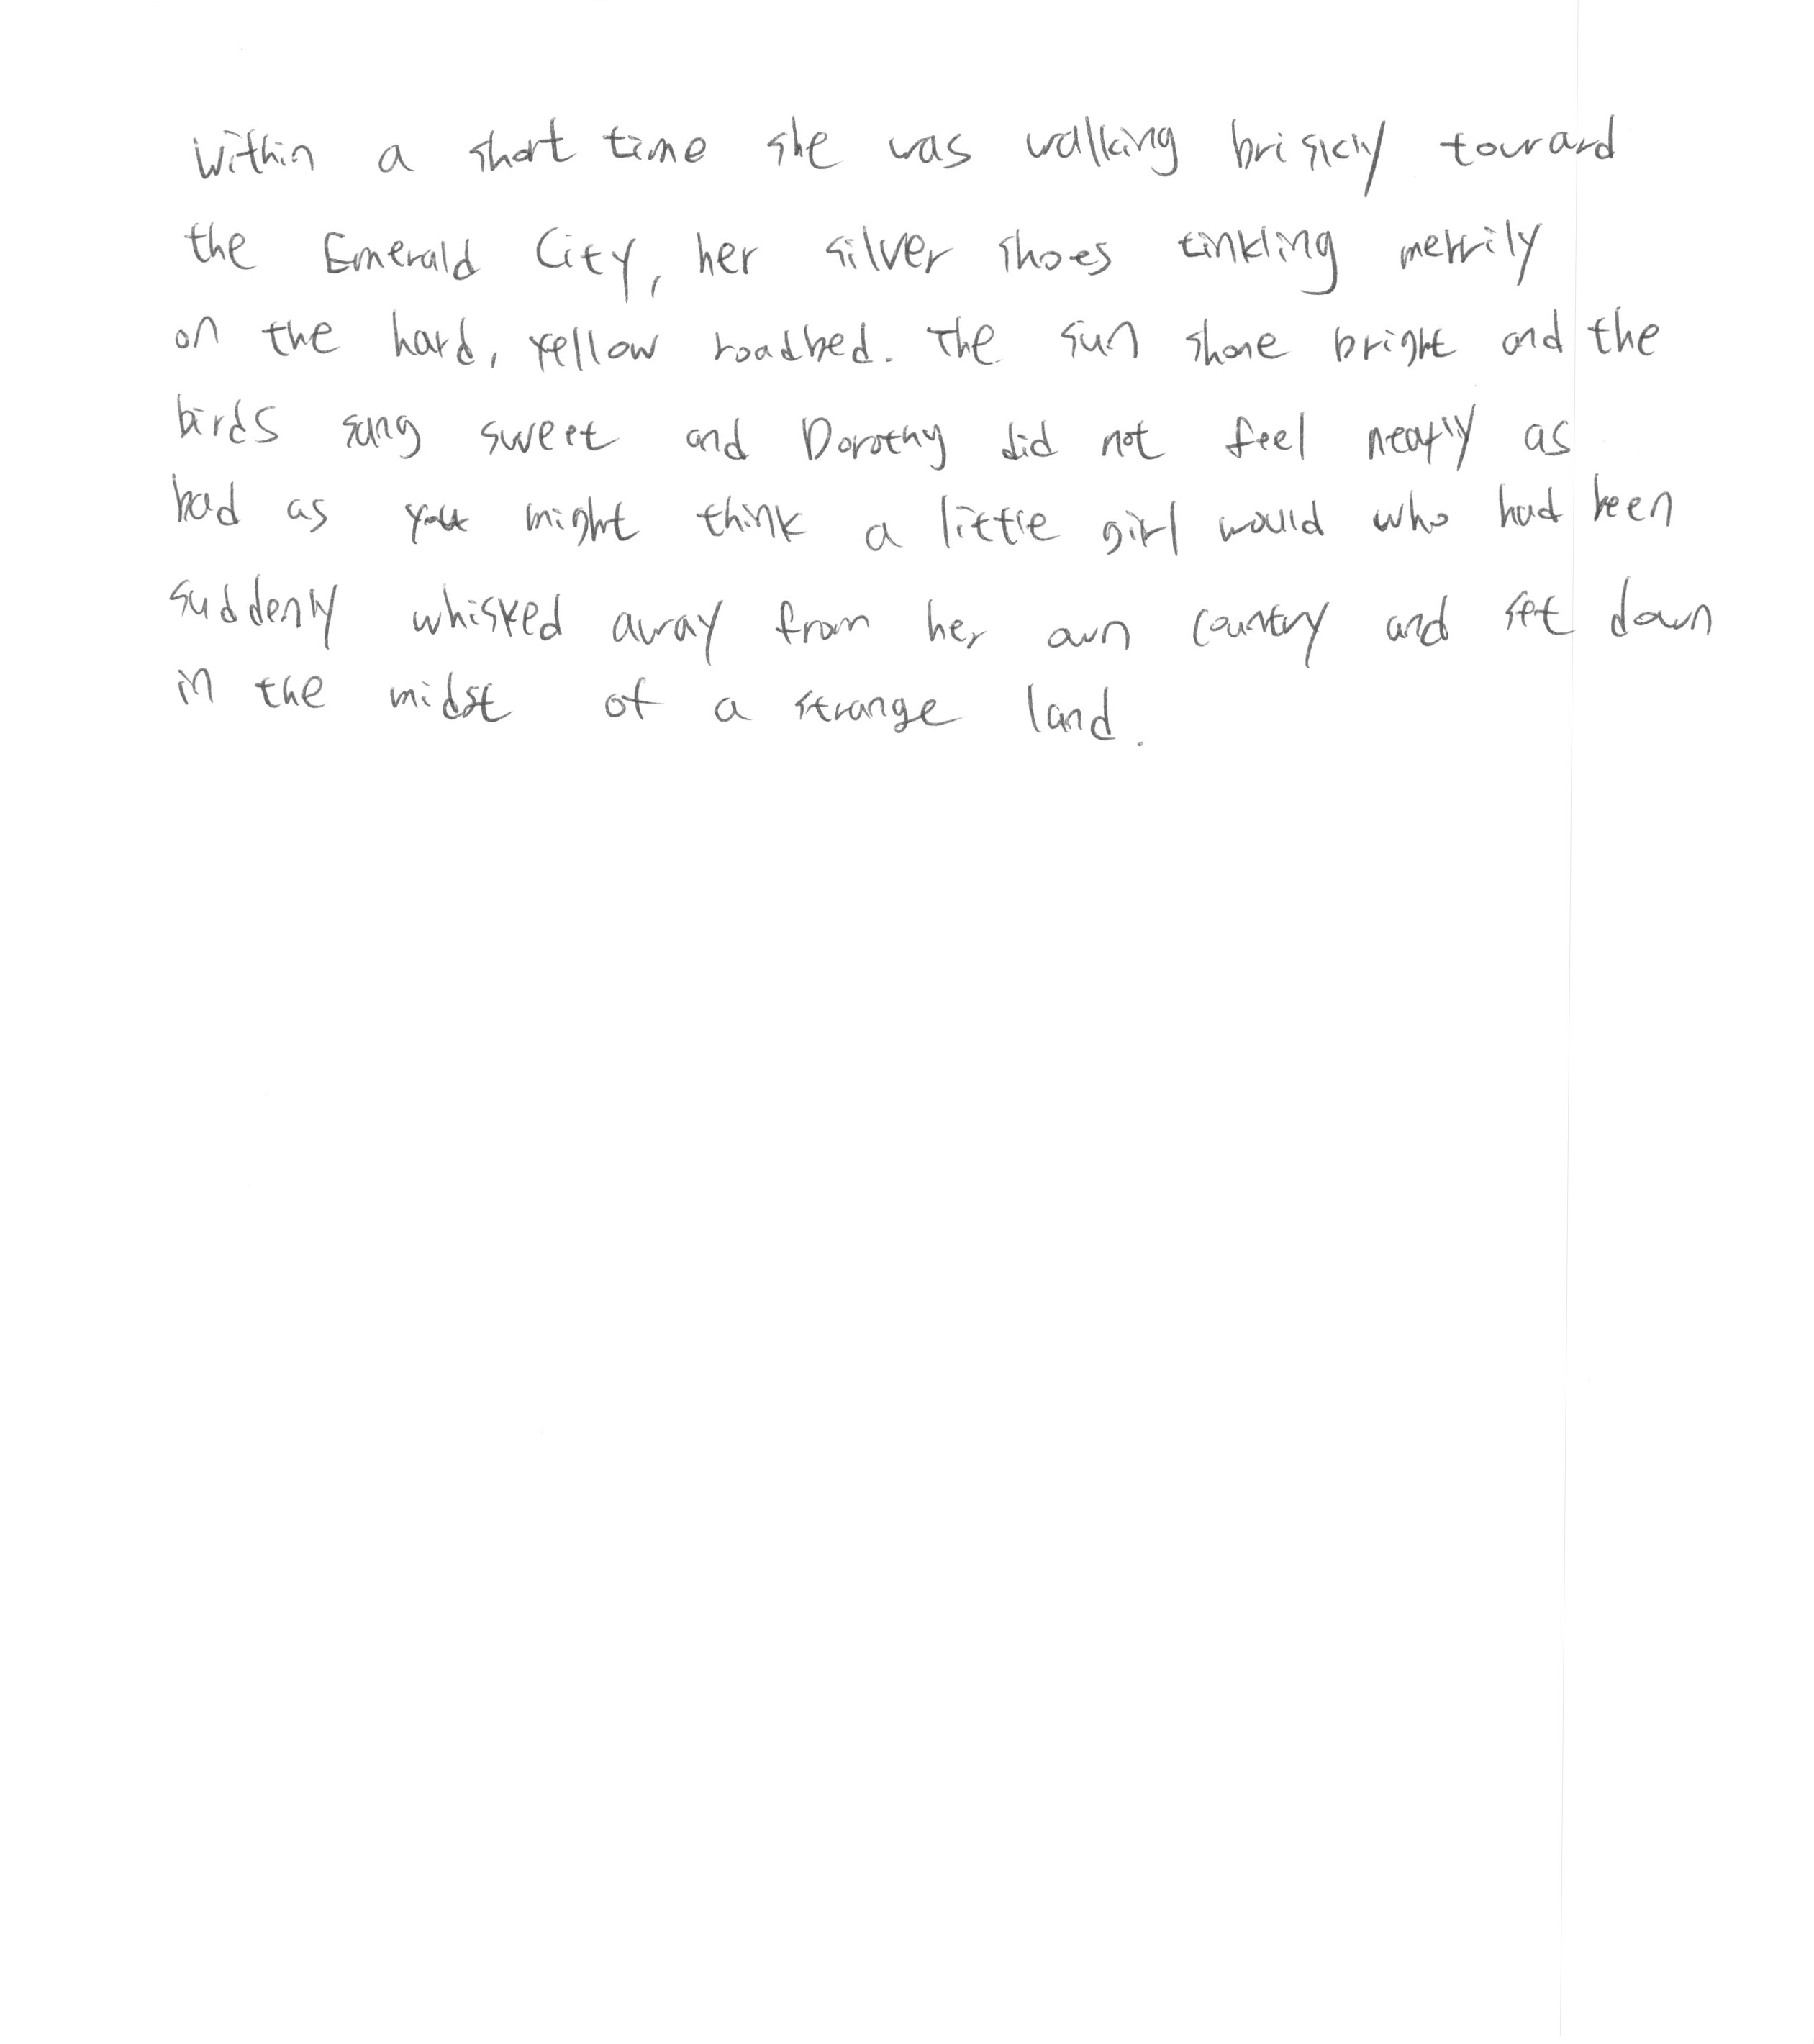 Within a short time she was walking briskly toward
the Emerald City, her silver shoes tinkling merrily
on the hard, yellow roadbed. The sun shone bright and the
birds sang sweet and Dorothy did not feel nearly as
bad as you might think a little girl would who had been
suddenly whisked away from her own country and set down
in the midst of a strange land.